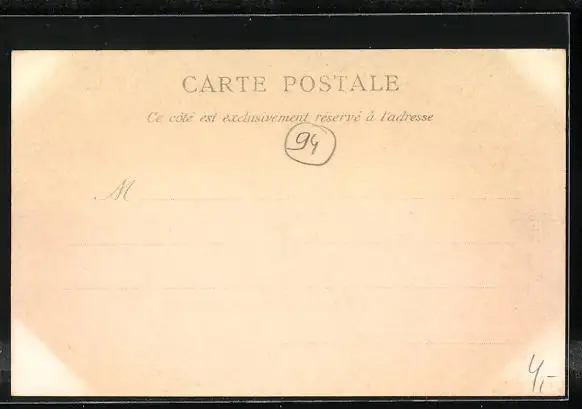 CARTE POSTALE
Ce côté est exclusivement réservé à l'adresse
94
M
4,-